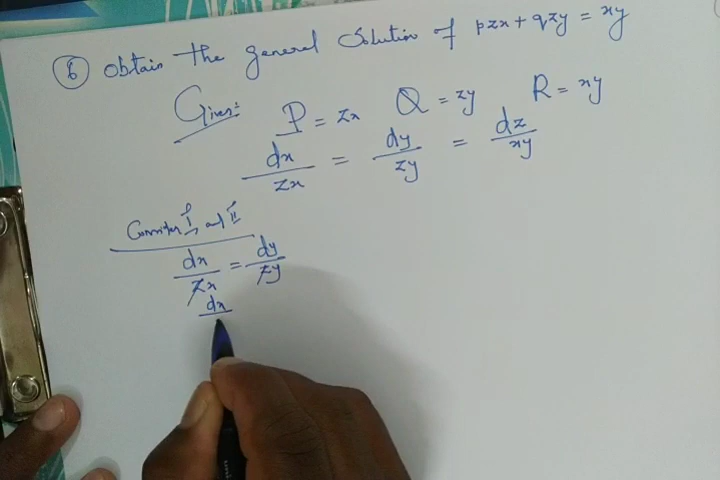 6 Obtain the general Solution of pzx + qzy = xy
Given:
P = zx Q = zy R = xy
dx/zx = dy/zy = dz/xy
Consider I and II
dx/zx = dy/zy
dx